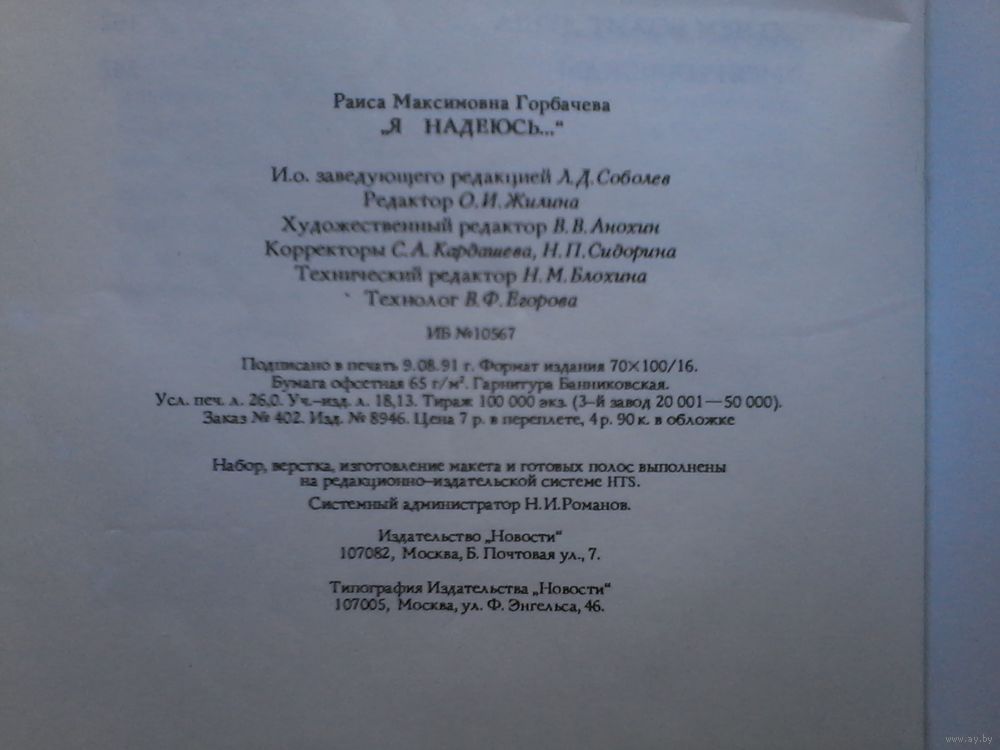 Раиса Максимовна Горбачева
„Я НАДЕЮСЬ...“
И.о. заведующего редакцией Л.Д.Соболев
Редактор О.И.Жилина
Художественный редактор В.В.Анохин
Корректоры С.А.Кардашева, Н.П.Сидорина
Технический редактор Н.М.Блохина
Технолог В.Ф.Егорова
ИБ №10567
Подписано в печать 9.08.91 г. Формат издания 70×100/16.
Бумага офсетная 65 г/м². Гарнитура Банниковская.
Усл. печ. л. 26,0. Уч.-изд. л. 18,13. Тираж 100 000 экз. (3-й завод 20 001—50 000).
Заказ № 402. Изд. № 8946. Цена 7 р. в переплете, 4 р. 90 к. в обложке
Набор, верстка, изготовление макета и готовых полос выполнены
на редакционно-издательской системе HTS.
Системный администратор Н.И.Романов.
Издательство „Новости“
107082, Москва, Б. Почтовая ул., 7.
Типография Издательства „Новости“
107005, Москва, ул. Ф. Энгельса, 46.
www.ay.by